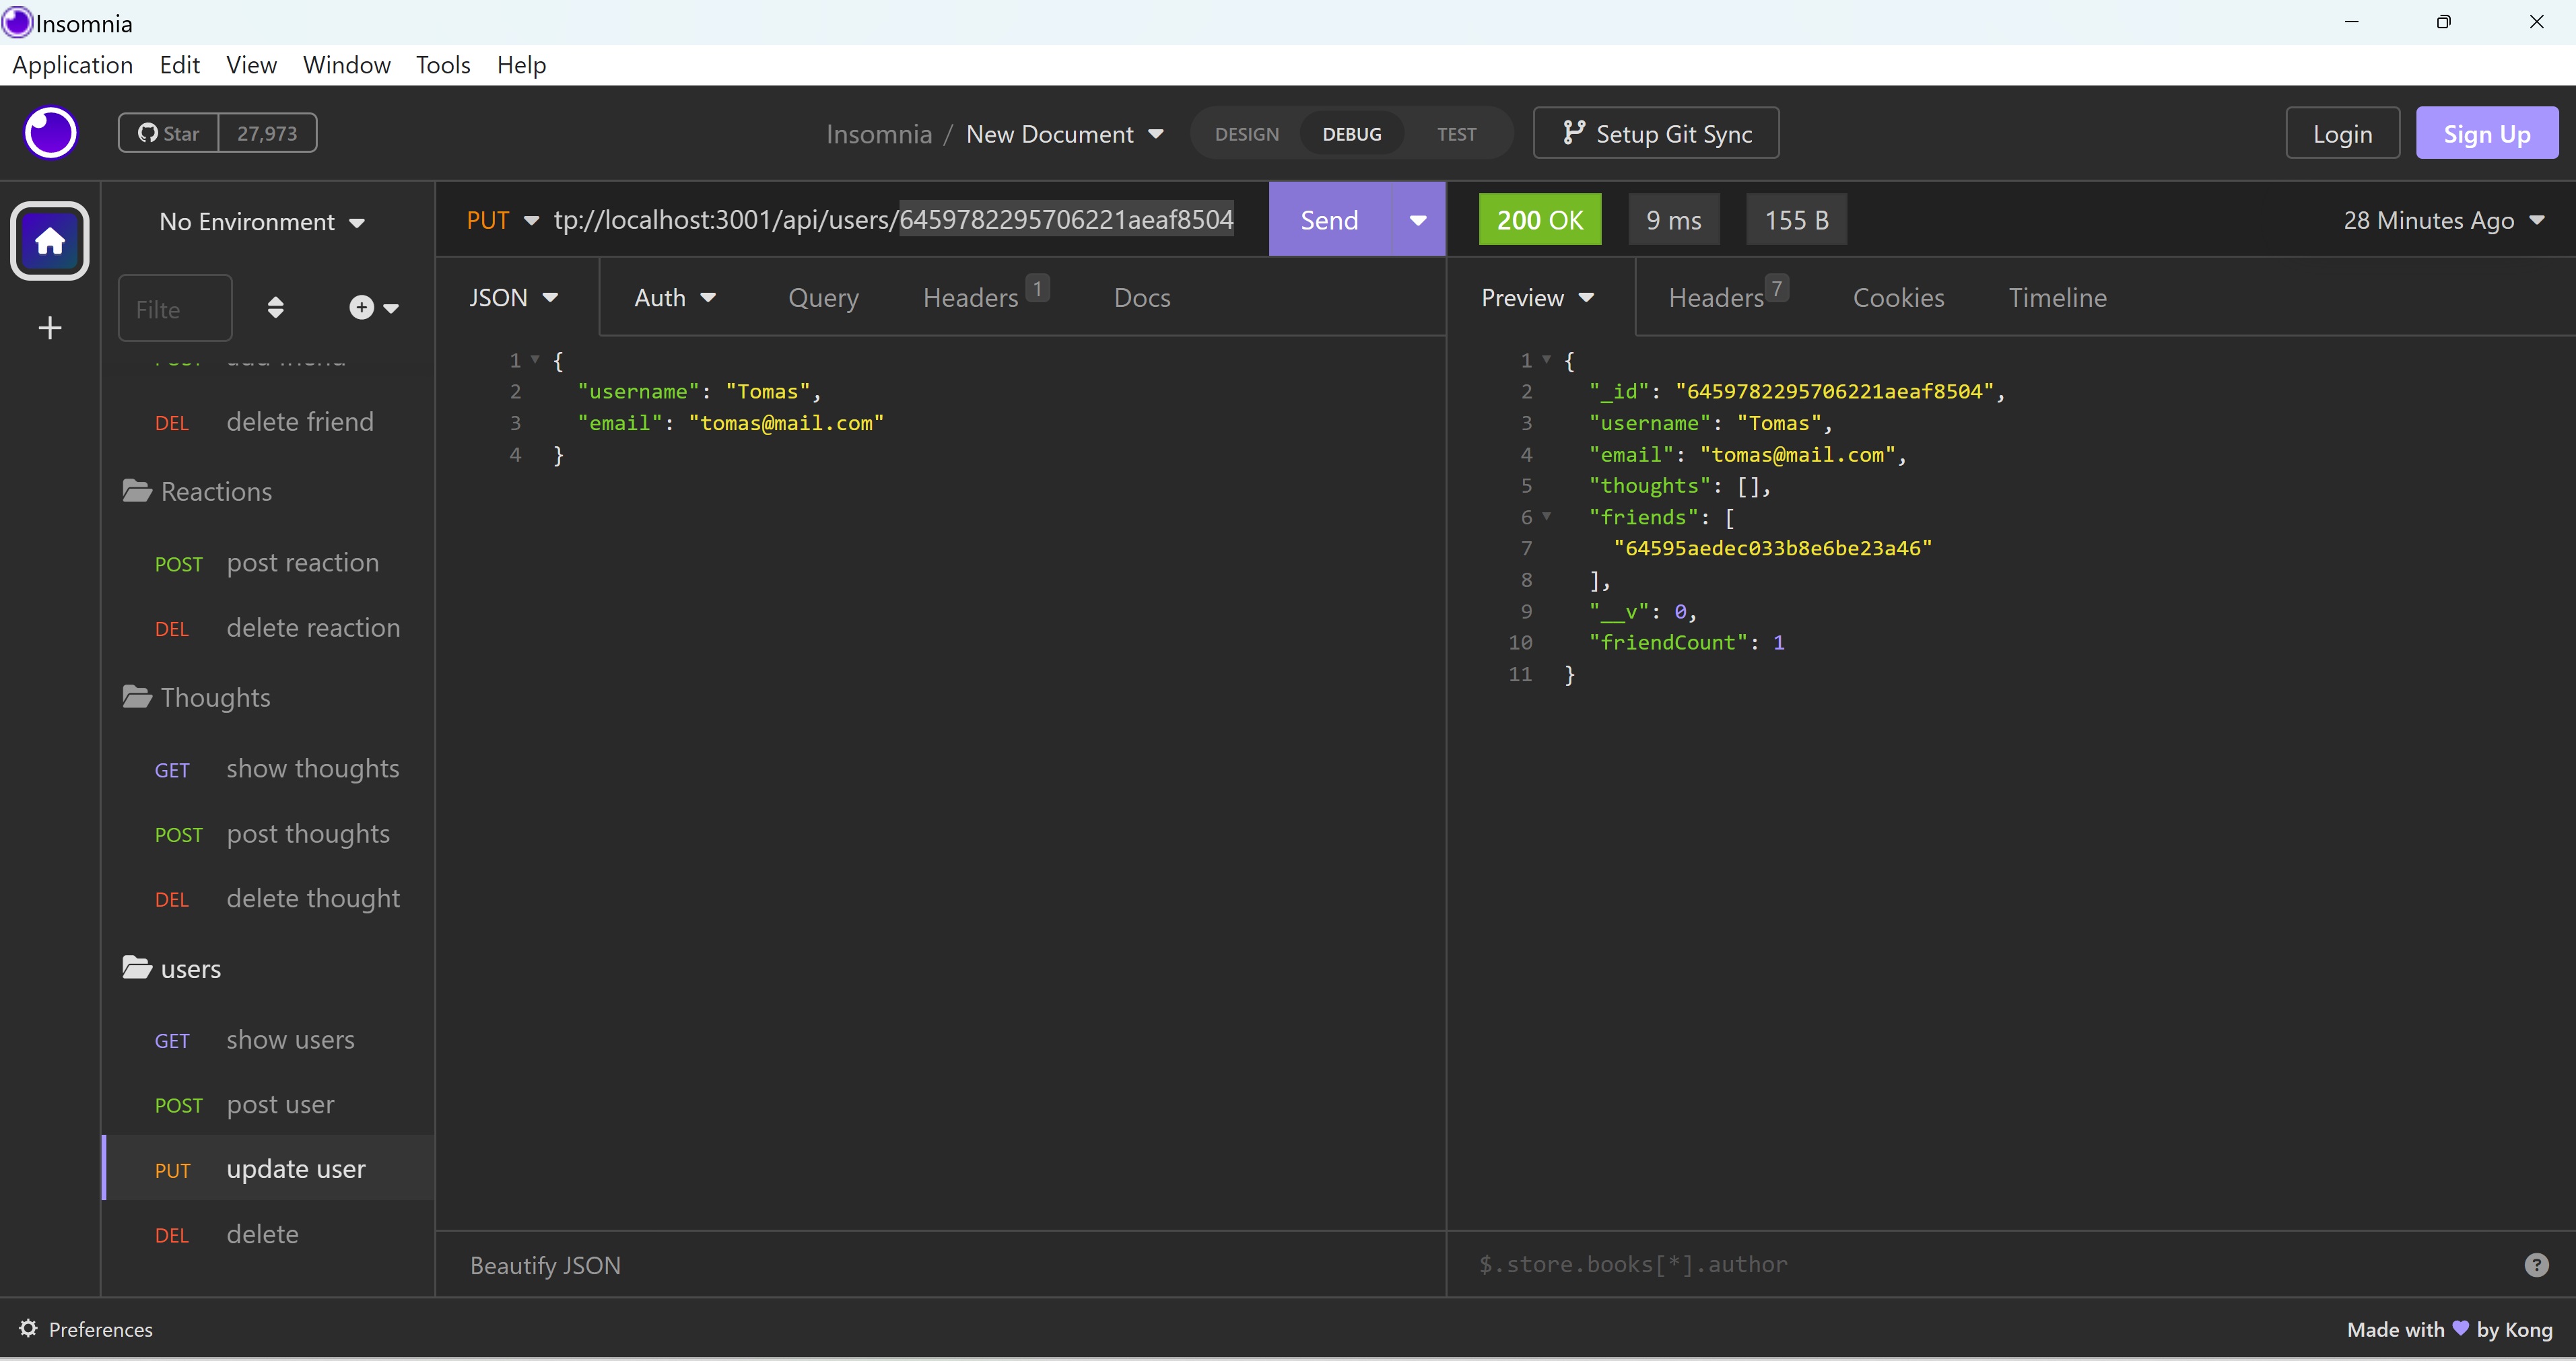 Insomnia
Application Edit View Window Tools Help
Star 27,973
Insomnia / New Document DESIGN DEBUG TEST Setup Git Sync
Login Sign Up
No Environment
Filte
DEL delete friend
Reactions
POST post reaction
DEL delete reaction
Thoughts
GET show thoughts
POST post thoughts
DEL delete thought
users
GET show users
POST post user
PUT update user
DEL delete
PUT tp://localhost:3001/api/users/6459782295706221aeaf8504 Send
JSON Auth Query Headers 1 Docs
1 {
2 "username": "Tomas",
3 "email": "tomas@mail.com"
4 }
Beautify JSON
200 OK 9 ms 155 B 28 Minutes Ago
Preview Headers 7 Cookies Timeline
1 {
2 "_id": "6459782295706221aeaf8504",
3 "username": "Tomas",
4 "email": "tomas@mail.com",
5 "thoughts": [],
6 "friends": [
7 "64595aedec033b8e6be23a46"
8 ],
9 "__v": 0,
10 "friendCount": 1
11 }
$.store.books[*].author
?
Preferences
Made with 💜 by Kong